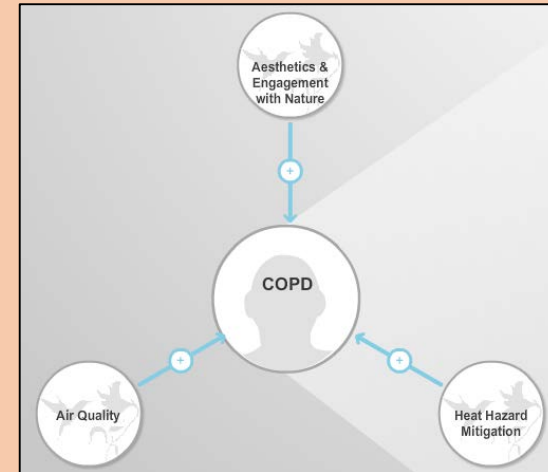 Aesthetics &
Engagement
with Nature
+
COPD
+
+
Air Quality
Heat Hazard
Mitigation